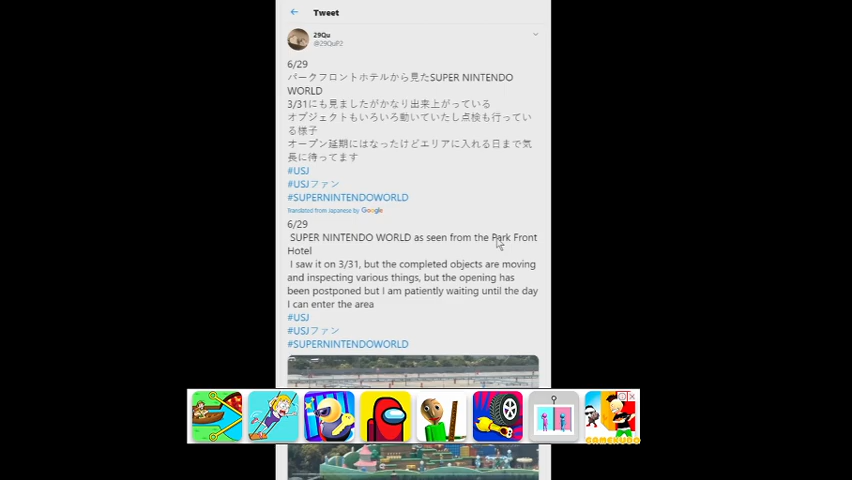 Tweet
29Qu
@29QuP2
6/29
パークフロントホテルから見たSUPER NINTENDO
WORLD
3/31にも見ましたがかなり出来上がっている
オブジェクトもいろいろ動いていたし点検も行ってい
る様子
オープン延期にはなったけどエリアに入れる日まで気
長に待ってます
#USJ
#USJファン
#SUPERNINTENDOWORLD
Translated from Japanese by Google
6/29
SUPER NINTENDO WORLD as seen from the Park Front
Hotel
I saw it on 3/31, but the completed objects are moving
and inspecting various things, but the opening has
been postponed but I am patiently waiting until the day
I can enter the area
#USJ
#USJファン
#SUPERNINTENDOWORLD